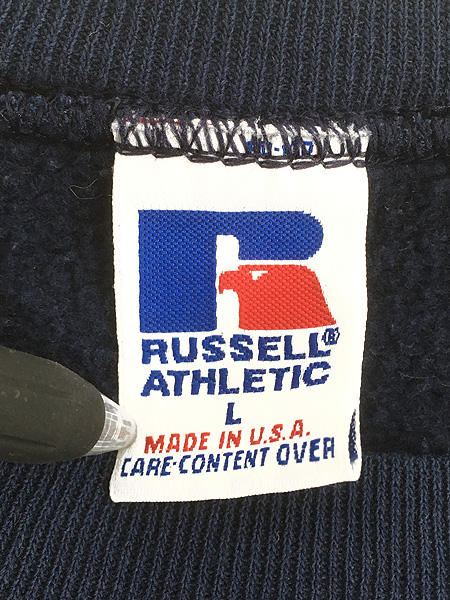 RUSSELL®
ATHLETIC
L
MADE IN U.S.A.
CARE-CONTENT OVER